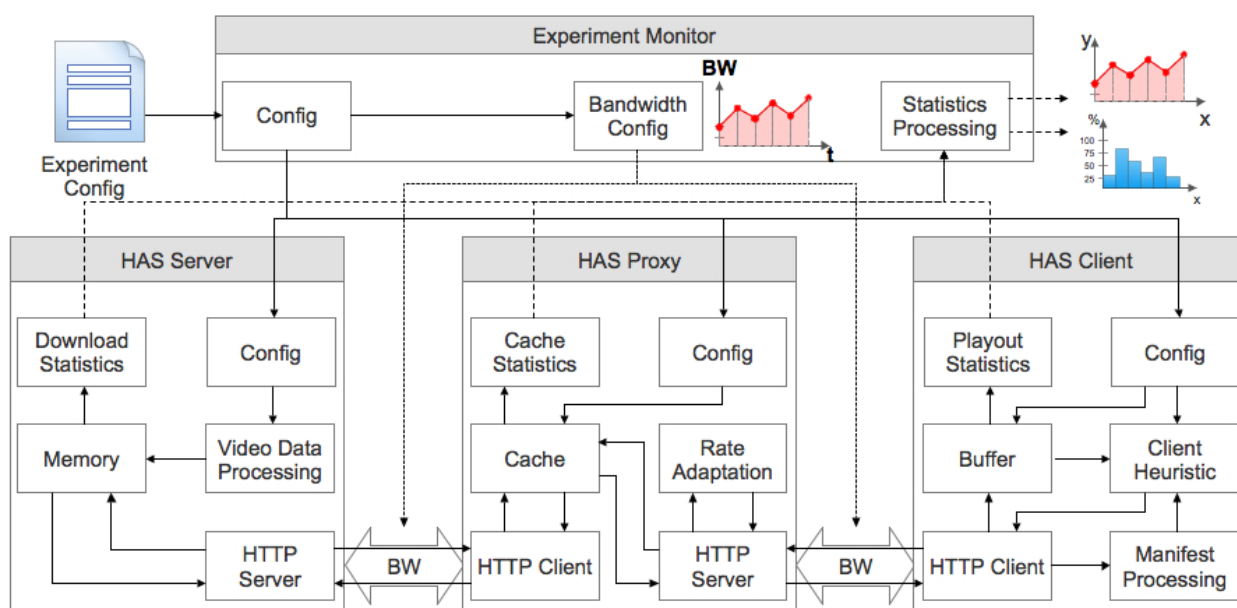 Experiment Monitor
Experiment
Config
Config
Bandwidth
Config
BW
t
Statistics
Processing
y
x
%
100
75
50
25
x
HAS Server
Download
Statistics
Config
Memory
Video Data
Processing
HTTP
Server
BW
HAS Proxy
Cache
Statistics
Config
Cache
Rate
Adaptation
HTTP Client
HTTP
Server
BW
HAS Client
Playout
Statistics
Config
Buffer
Client
Heuristic
HTTP Client
Manifest
Processing